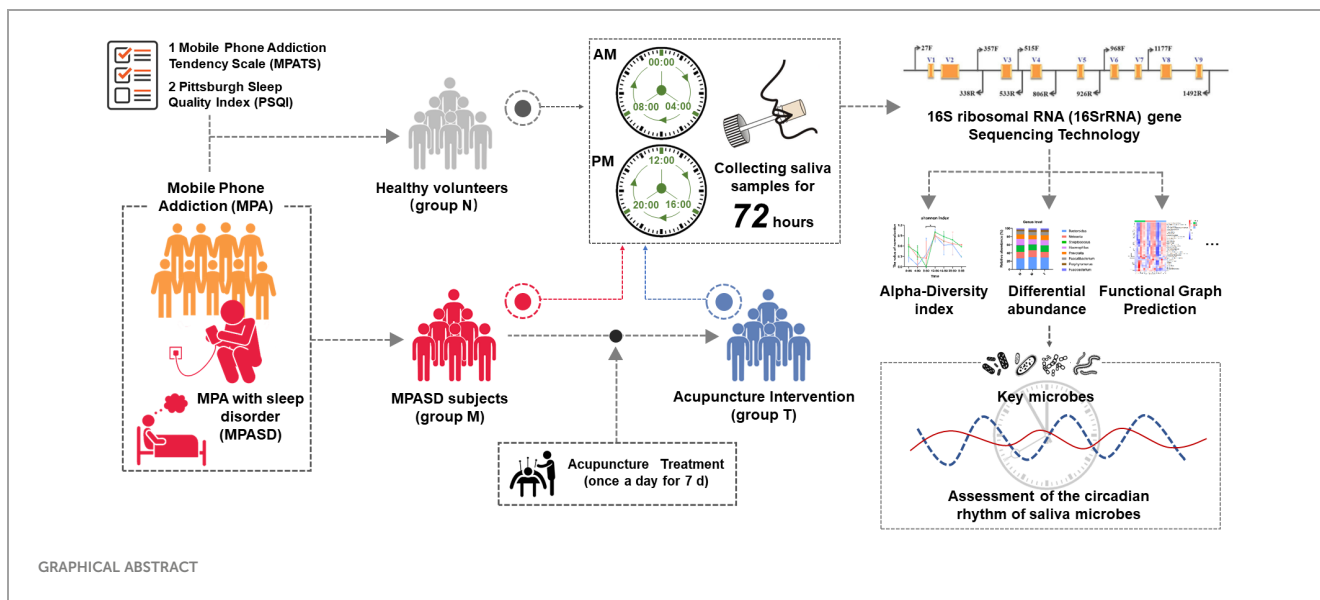 1 Mobile Phone Addiction
Tendency Scale (MPATS)
2 Pittsburgh Sleep
Quality Index (PSQI)
Mobile Phone
Addiction (MPA)
MPA with sleep
disorder
(MPASD)
Healthy volunteers
(group N)
MPASD subjects
(group M)
Acupuncture Treatment
(once a day for 7 d)
Acupuncture Intervention
(group T)
AM
00:00
08:00 04:00
PM
12:00
20:00 16:00
Collecting saliva
samples for
72 hours
27F 357F 515F 968F 1177F
V1 V2 V3 V4 V5 V6 V7 V8 V9
338R 533R 806R 926R 1492R
16S ribosomal RNA (16SrRNA) gene
Sequencing Technology
shannon index
Time
Alpha-Diversity
index
Differential
abundance
Functional Graph
Prediction
...
Key microbes
Assessment of the circadian
rhythm of saliva microbes
GRAPHICAL ABSTRACT